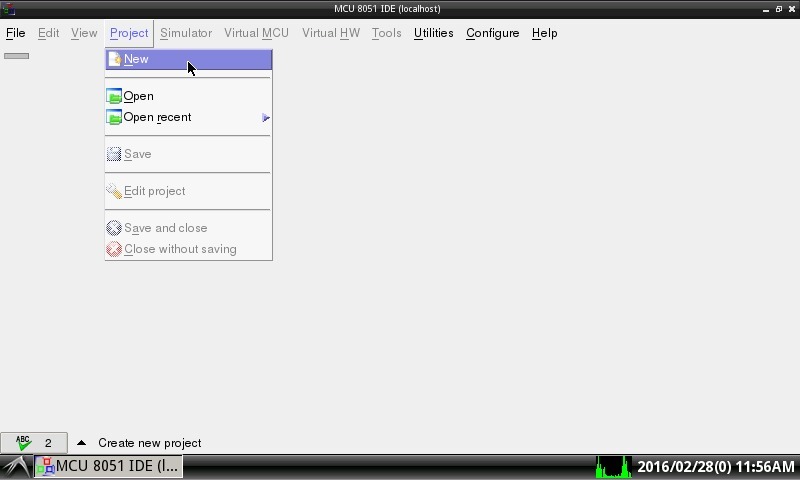 MCU 8051 IDE (localhost)
File Edit View Project Simulator Virtual MCU Virtual HW Tools Utilities Configure Help
New
Open
Open recent
Save
Edit project
Save and close
Close without saving
ABC 2 Create new project
MCU 8051 IDE (l... 2016/02/28(0) 11:56AM